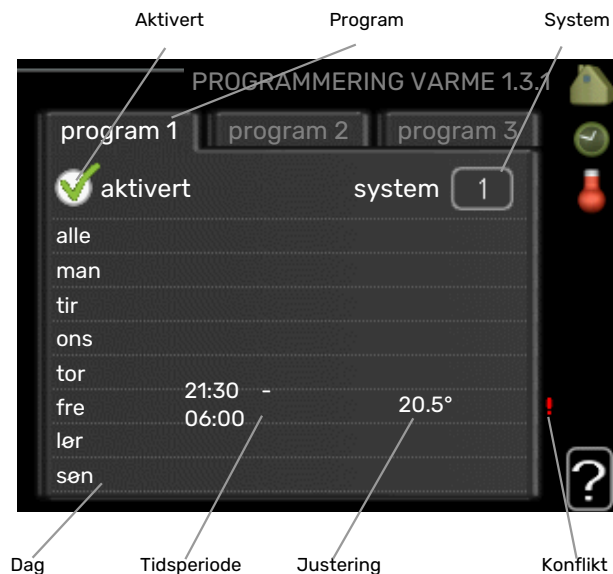 Aktivert Program System
PROGRAMMERING VARME 1.3.1
program 1 program 2 program 3
aktivert system 1
alle
man
tir
ons
tor
fre 21:30 - 20.5° !
06:00
lør
søn
?
Dag Tidsperiode Justering Konflikt